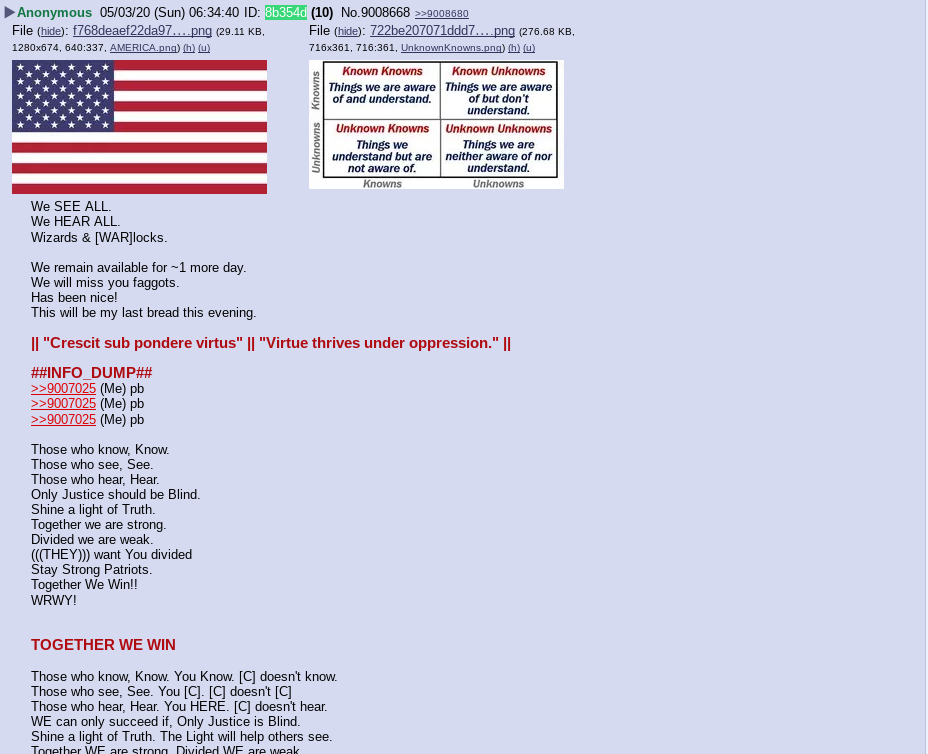 Anonymous 05/03/20 (Sun) 06:34:40 ID: 8b354d (10) No.9008668 >>9008680
File (hide): f768deaef22da97….png (29.11 KB, 1280x674, 640:337, AMERICA.png) (h) (u)
File (hide): 722be207071ddd7….png (276.68 KB, 716x361, 716:361, UnknownKnowns.png) (h) (u)
Knowns
Known Knowns
Things we are aware
of and understand.
Known Unknowns
Things we are aware
of but don't
understand.
Unknowns
Unknown Knowns
Things we
understand but are
not aware of.
Unknown Unknowns
Things we are
neither aware of nor
understand.
Knowns
Unknowns
We SEE ALL.
We HEAR ALL.
Wizards & [WAR]locks.
We remain available for ~1 more day.
We will miss you faggots.
Has been nice!
This will be my last bread this evening.
|| "Crescit sub pondere virtus" || "Virtue thrives under oppression." ||
##INFO_DUMP##
>>9007025 (Me) pb
>>9007025 (Me) pb
>>9007025 (Me) pb
Those who know, Know.
Those who see, See.
Those who hear, Hear.
Only Justice should be Blind.
Shine a light of Truth.
Together we are strong.
Divided we are weak.
(((THEY))) want You divided
Stay Strong Patriots.
Together We Win!!
WRWY!
TOGETHER WE WIN
Those who know, Know. You Know. [C] doesn't know.
Those who see, See. You [C]. [C] doesn't [C]
Those who hear, Hear. You HERE. [C] doesn't hear.
WE can only succeed if, Only Justice is Blind.
Shine a light of Truth. The Light will help others see.
Together WE are strong. Divided WE are weak.